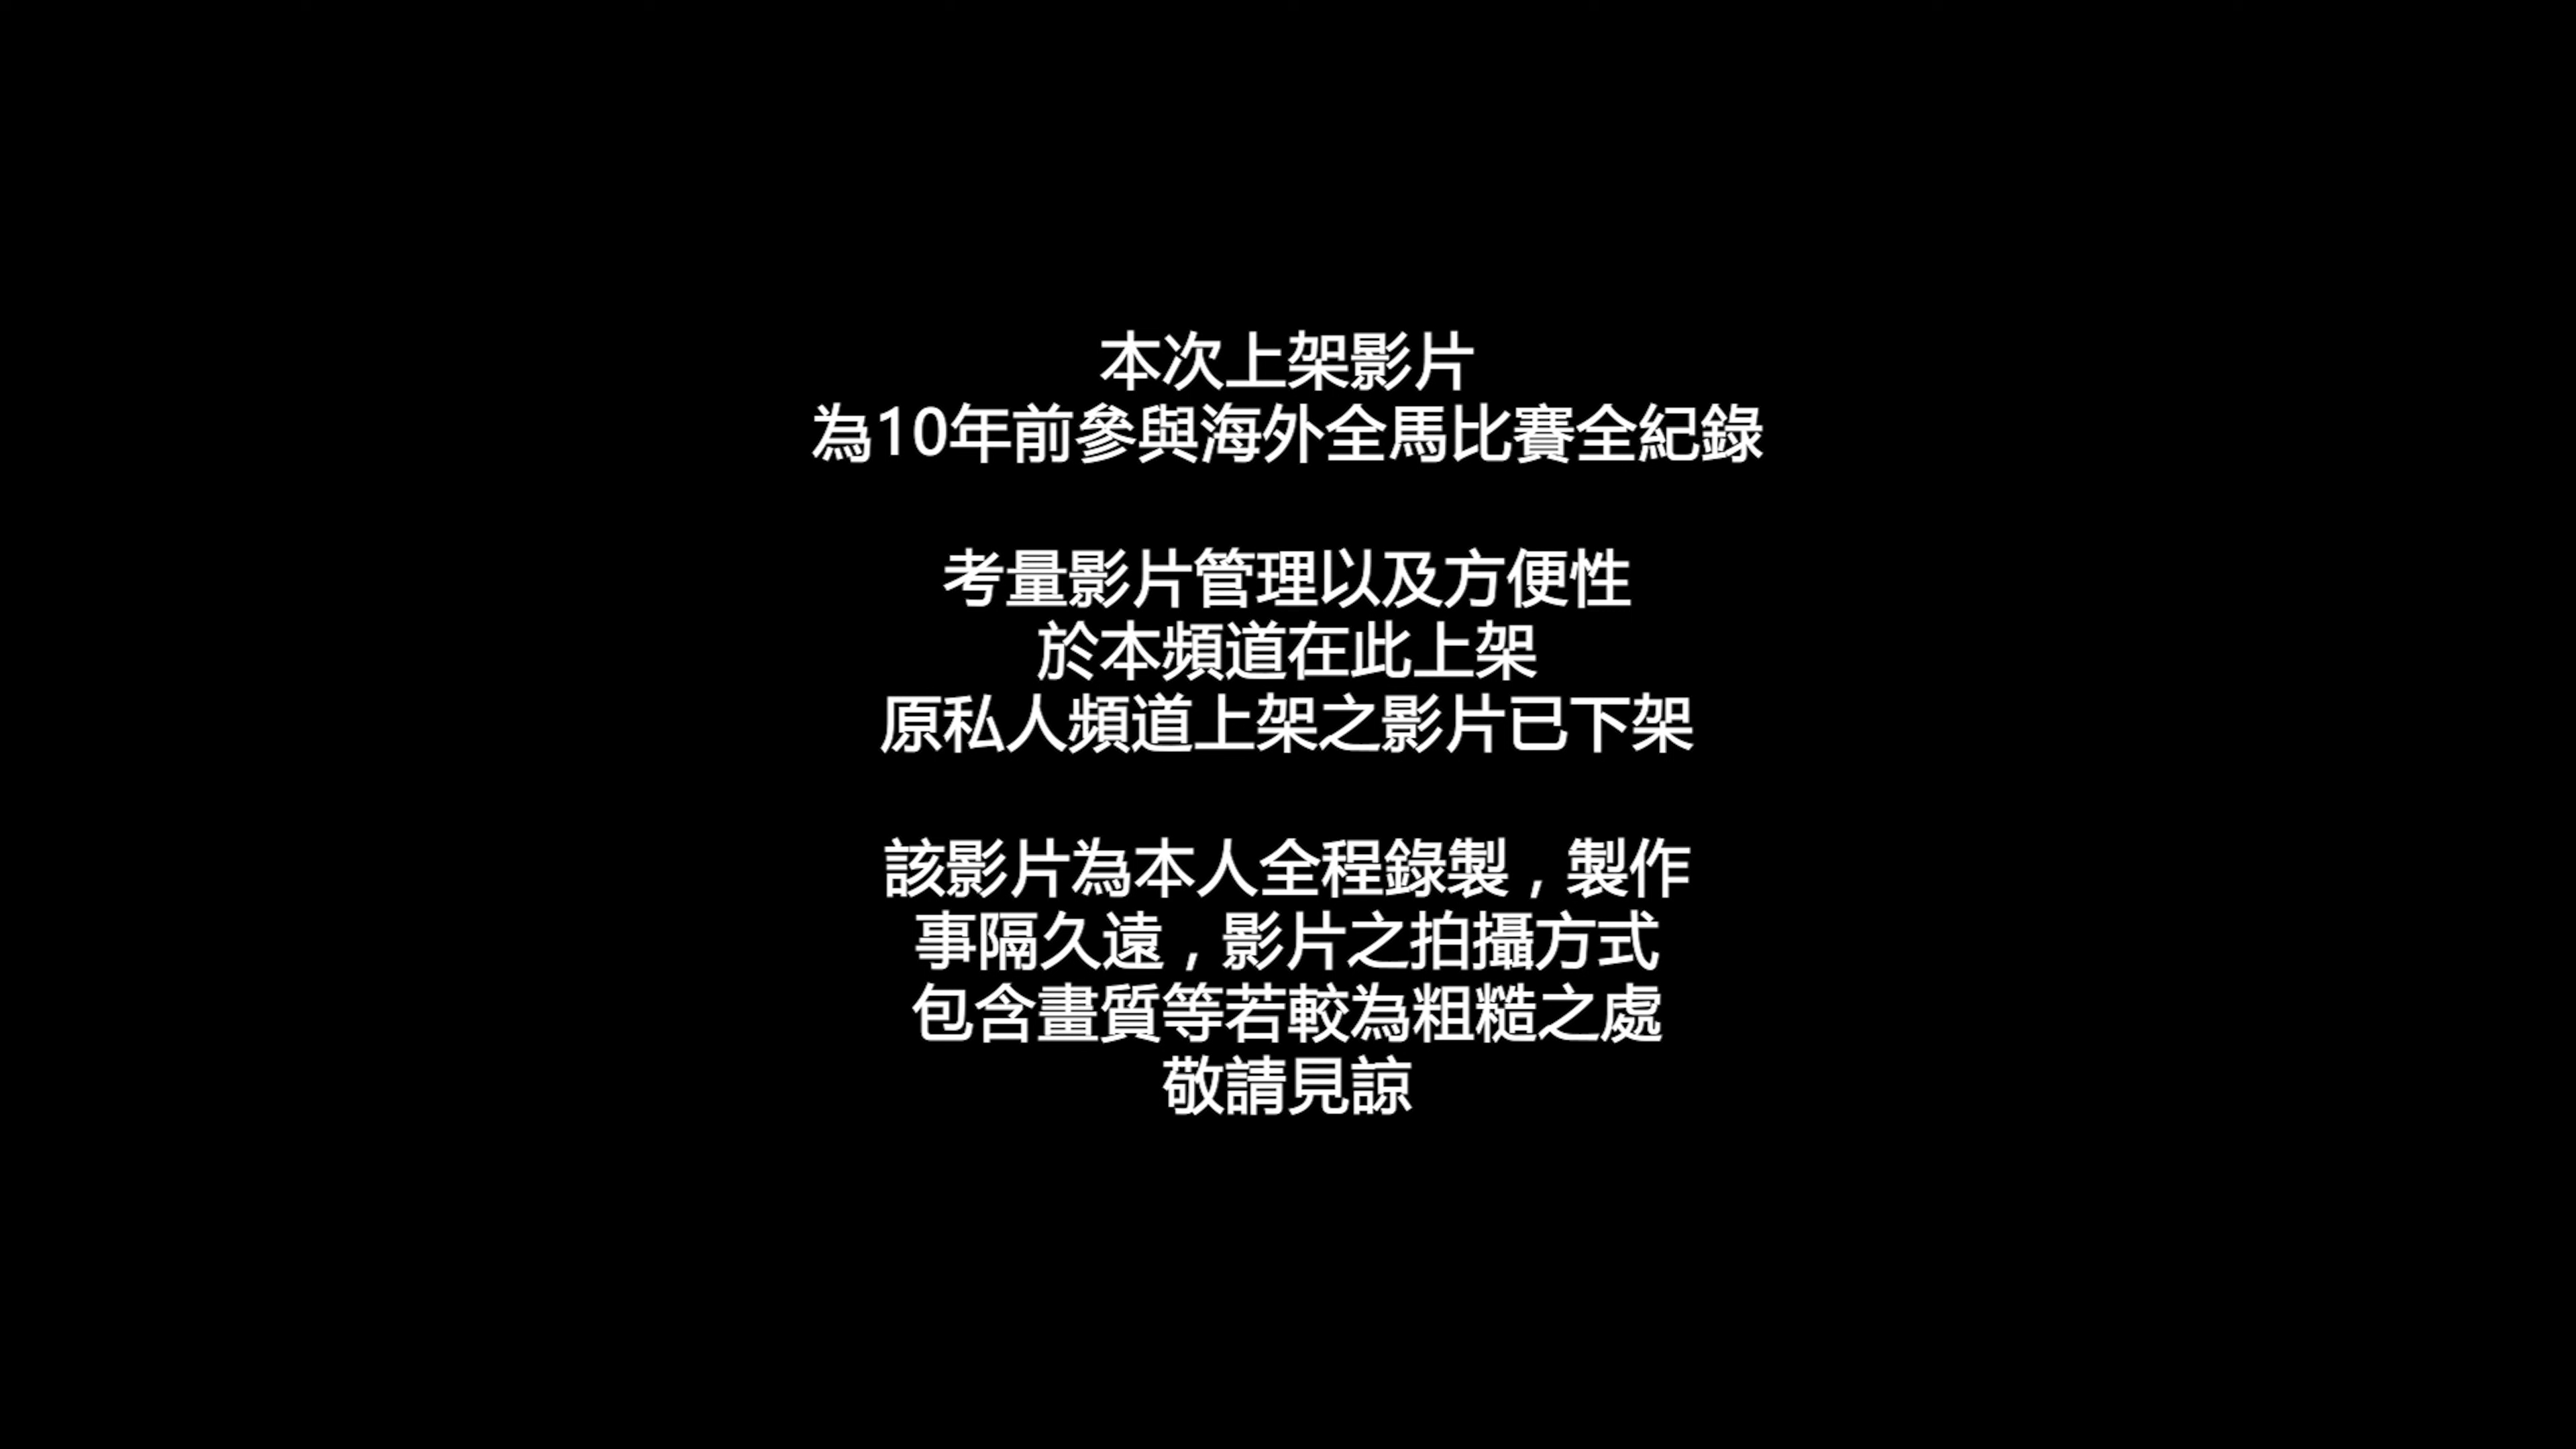 本次上架影片
為10年前參與海外全馬比賽全紀錄
考量影片管理以及方便性
於本頻道在此上架
原私人頻道上架之影片已下架
該影片為本人全程錄製，製作
事隔久遠，影片之拍攝方式
包含畫質等若較為粗糙之處
敬請見諒